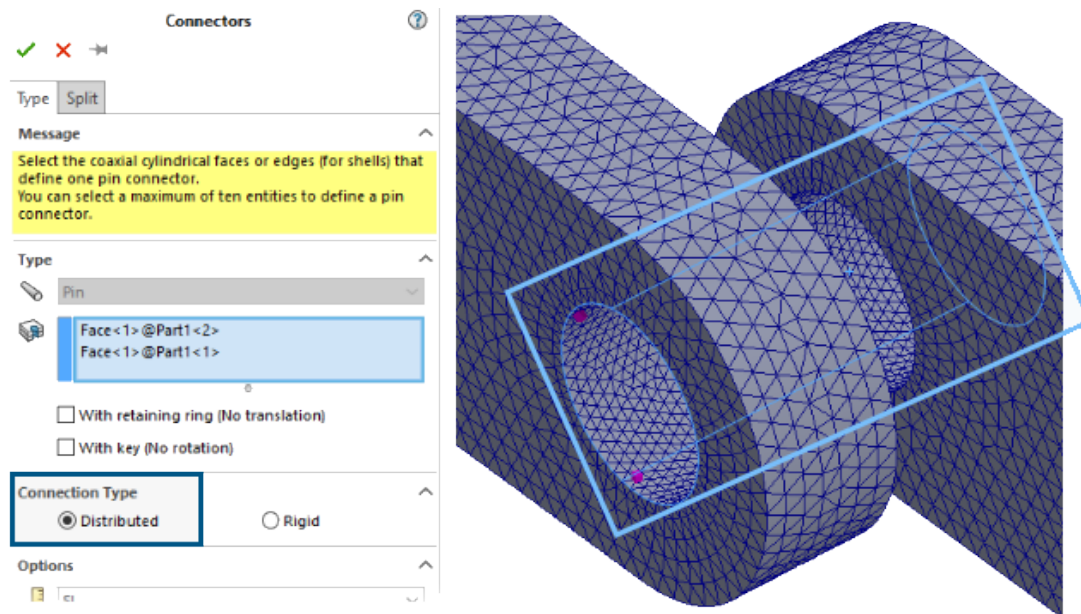 Connectors
Type Split
Message
Select the coaxial cylindrical faces or edges (for shells) that
define one pin connector.
You can select a maximum of ten entities to define a pin
connector.
Type
Pin
Face<1>@Part1<2>
Face<1>@Part1<1>
With retaining ring (No translation)
With key (No rotation)
Connection Type
Distributed
Rigid
Options